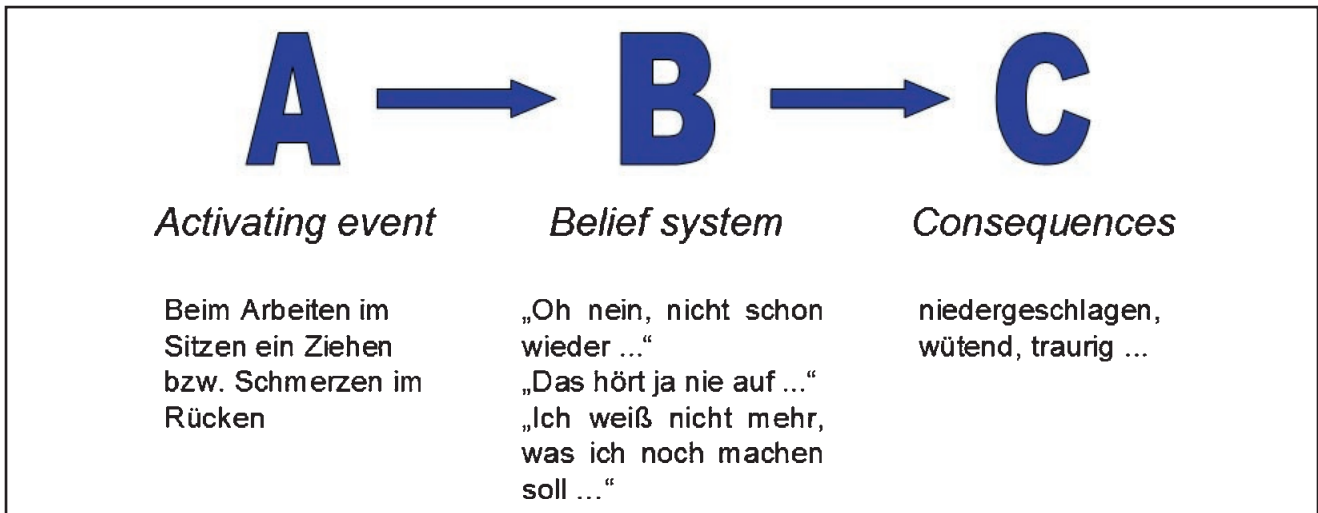 A B C
Activating event
Belief system
Consequences
Beim Arbeiten im
Sitzen ein Ziehen
bzw. Schmerzen im
Rücken
„Oh nein, nicht schon
wieder ...“
„Das hört ja nie auf ...“
„Ich weiß nicht mehr,
was ich noch machen
soll ...“
niedergeschlagen,
wütend, traurig ...